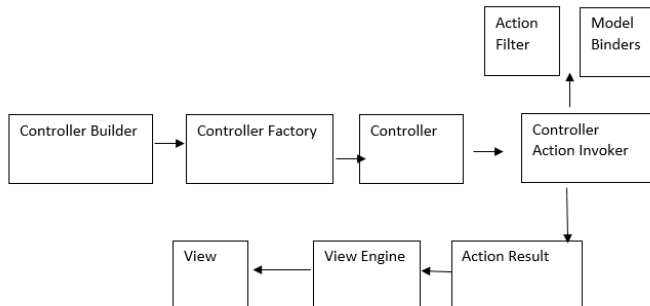 Action
Filter
Model
Binders
Controller Builder
Controller Factory
Controller
Controller
Action Invoker
View
View Engine
Action Result